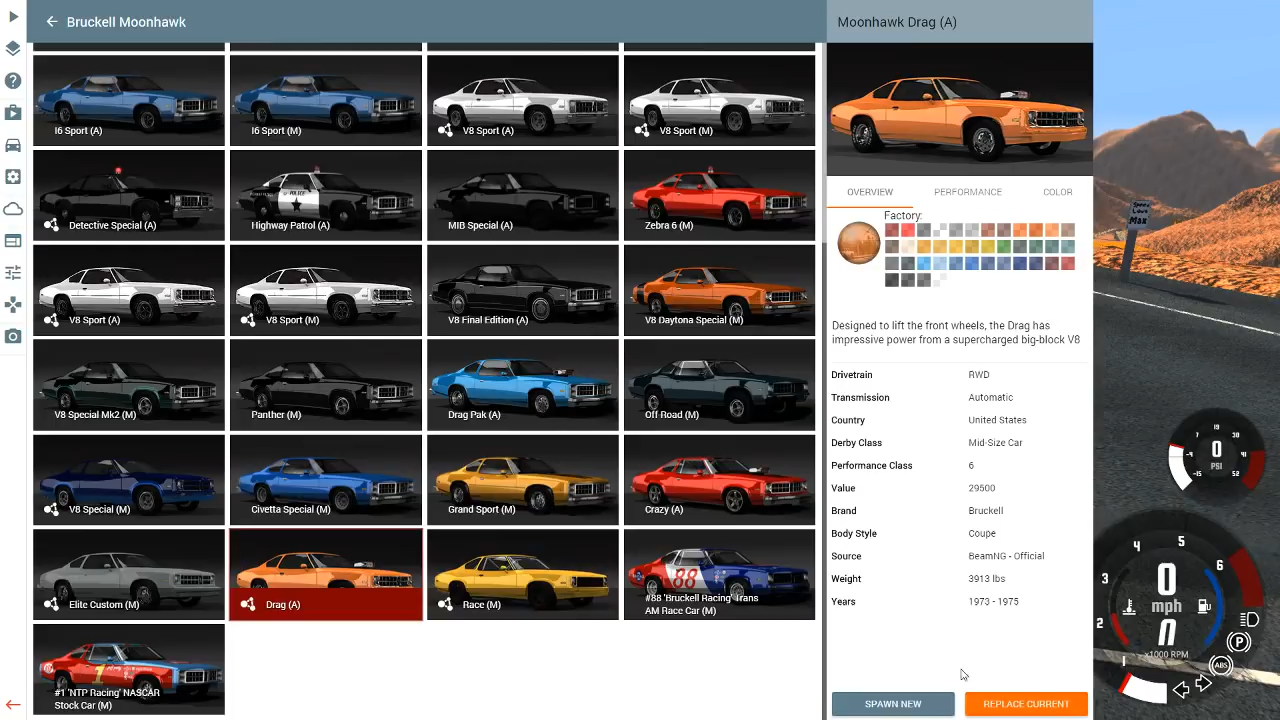 Bruckell Moonhawk
I6 Sport (A)
I6 Sport (M)
V8 Sport (A)
V8 Sport (M)
Detective Special (A)
Highway Patrol (A)
MIB Special (A)
Zebra 6 (M)
V8 Sport (A)
V8 Sport (M)
V8 Final Edition (A)
V8 Daytona Special (M)
V8 Special Mk2 (M)
Panther (M)
Drag Pak (A)
Off Road (M)
V8 Special (M)
Civetta Special (M)
Grand Sport (M)
Crazy (A)
Elite Custom (M)
Drag (A)
Race (M)
#88 'Bruckell Racing' Trans
AM Race Car (M)
#1 'NTP Racing' NASCAR
Stock Car (M)
POLICE
88
1
Moonhawk Drag (A)
OVERVIEW PERFORMANCE COLOR
Factory:
Designed to lift the front wheels, the Drag has
impressive power from a supercharged big-block V8
Drivetrain RWD
Transmission Automatic
Country United States
Derby Class Mid-Size Car
Performance Class 6
Value 29500
Brand Bruckell
Body Style Coupe
Source BeamNG - Official
Weight 3913 lbs
Years 1973 - 1975
SPAWN NEW
REPLACE CURRENT
Max
0
PSI
1 2 3 4 5 6
0
mph
0
x1000 RPM
P
ABS